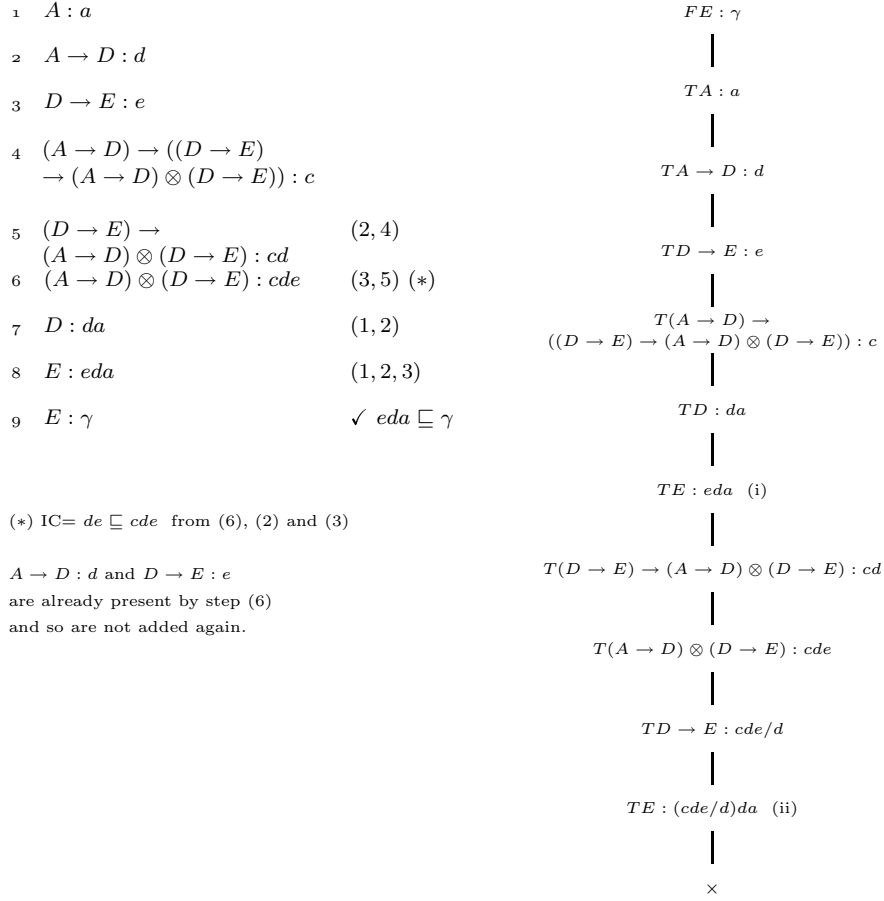 1 A : a
2 A → D : d
3 D → E : e
4 (A → D) → ((D → E)
→ (A → D) ⊗ (D → E)) : c
5 (D → E) → (2, 4)
(A → D) ⊗ (D → E) : cd
6 (A → D) ⊗ (D → E) : cde (3, 5) (∗)
7 D : da (1, 2)
8 E : eda (1, 2, 3)
9 E : γ ✓ eda ⊑ γ
(∗) IC= de ⊑ cde from (6), (2) and (3)
A → D : d and D → E : e
are already present by step (6)
and so are not added again.
FE : γ
TA : a
TA → D : d
TD → E : e
T(A → D) →
((D → E) → (A → D) ⊗ (D → E)) : c
TD : da
TE : eda (i)
T(D → E) → (A → D) ⊗ (D → E) : cd
T(A → D) ⊗ (D → E) : cde
TD → E : cde/d
TE : (cde/d)da (ii)
×